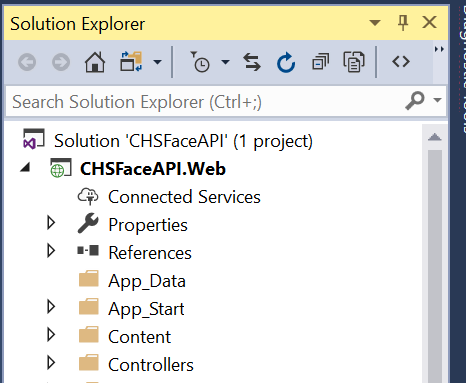 Solution Explorer
Search Solution Explorer (Ctrl+;)
Solution 'CHSFaceAPI' (1 project)
CHSFaceAPI.Web
Connected Services
Properties
References
App_Data
App_Start
Content
Controllers